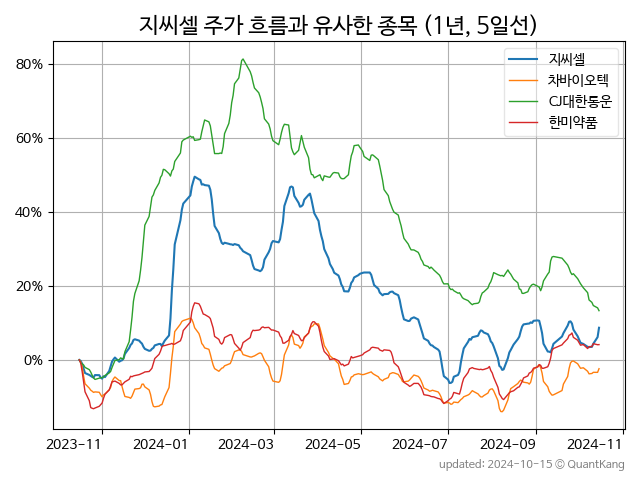 지씨셀 주가 흐름과 유사한 종목 (1년, 5일선)
지씨셀
차바이오텍
CJ대한통운
한미약품
80%
60%
40%
20%
0%
2023-11 2024-01 2024-03 2024-05 2024-07 2024-09 2024-11
updated: 2024-10-15 © QuantKang